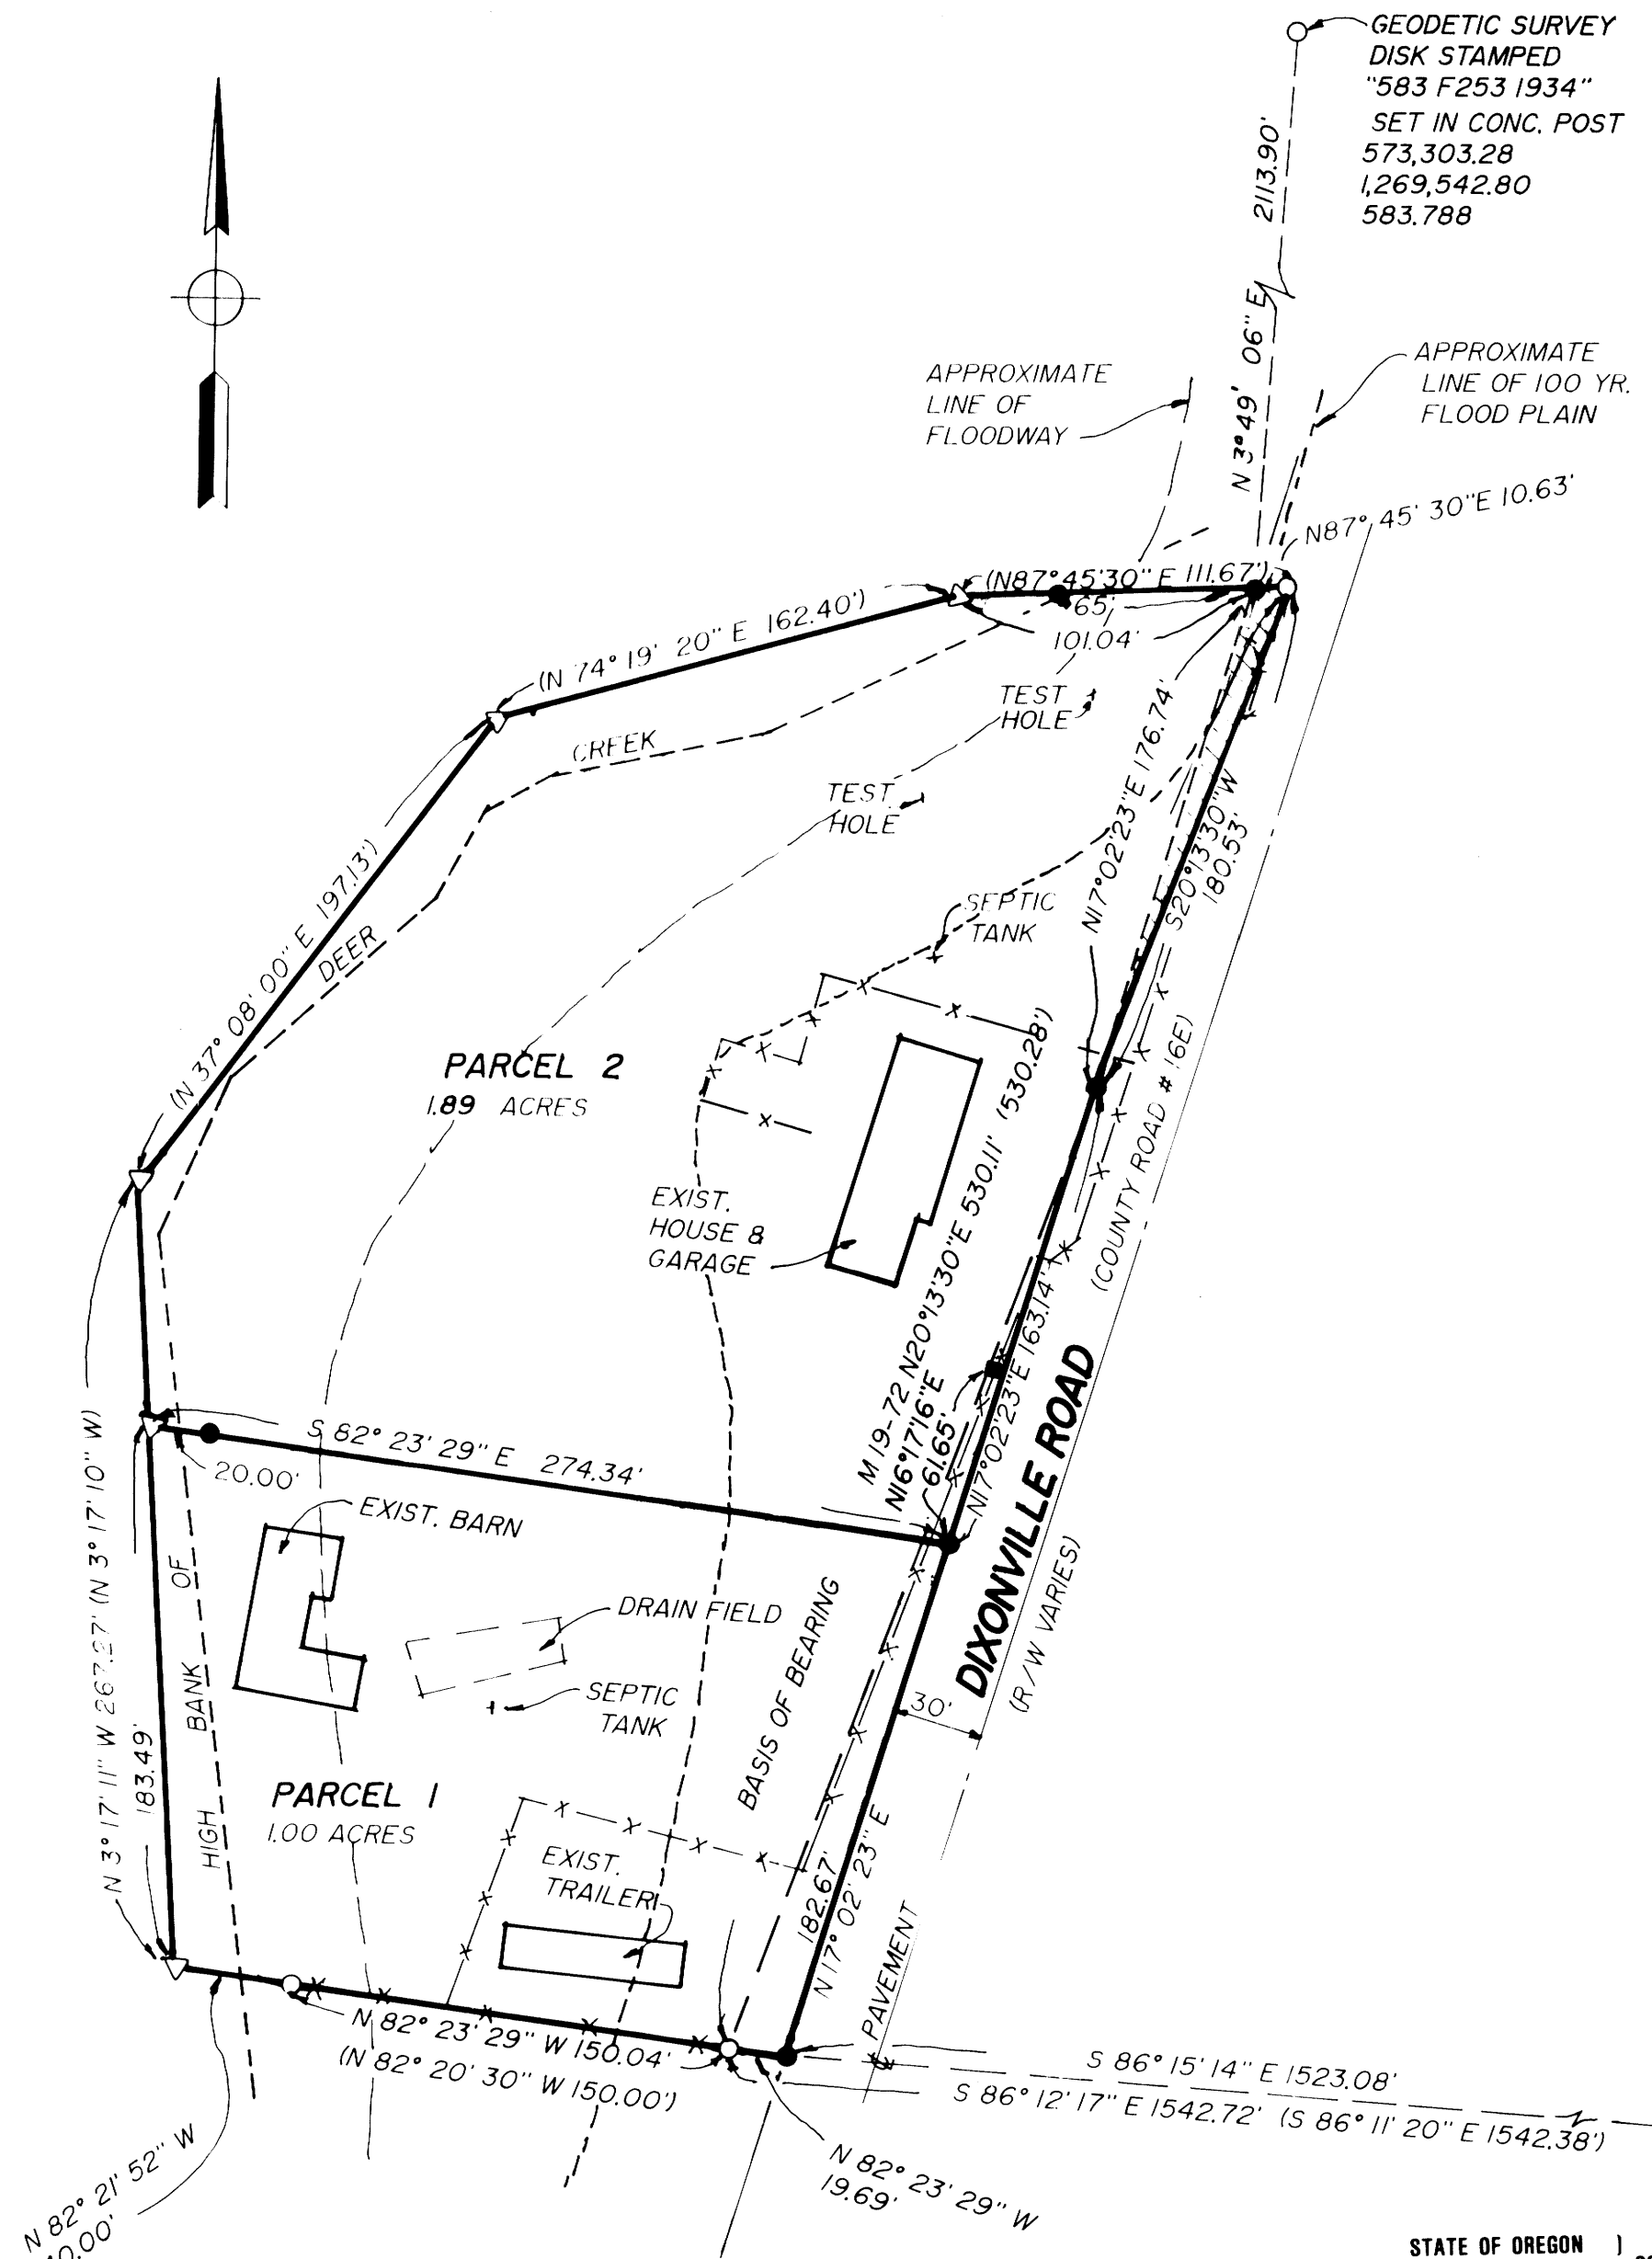 GEODETIC SURVEY
DISK STAMPED
"583 F253 1934"
SET IN CONC. POST
573,303.28
1,269,542.80
583.788
2113.90'
N 3° 49' 06" E
APPROXIMATE
LINE OF
FLOODWAY
APPROXIMATE
LINE OF 100 YR.
FLOOD PLAIN
N87° 45' 30"E 10.63'
(N87°45'30" E 111.67')
65'
101.04'
(N 74° 19' 20" E 162.40')
CREEK
TEST
HOLE
TEST
HOLE
N17°02'23"E 176.74'
S20°13'30"W
180.53'
(N 37° 08' 00" E 197.13')
DEER
SEPTIC
TANK
PARCEL 2
1.89 ACRES
EXIST.
HOUSE &
GARAGE
M 19-72 N20°13'30"E 530.11' (530.28')
N16°17'16"E
61.65'
N17°02'23"E 163.14'
(COUNTY ROAD # 16E)
DIXONVILLE ROAD
(R/W VARIES)
S 82° 23' 29" E 274.34'
20.00'
EXIST. BARN
DRAIN FIELD
SEPTIC
TANK
N 3° 17' 11" W 267.27' (N 3° 17' 10" W)
183.49'
HIGH BANK OF
BASIS OF BEARING
30'
PARCEL 1
1.00 ACRES
EXIST.
TRAILER
182.67'
N 17° 02' 23" E
PAVEMENT
N 82° 23' 29" W 150.04'
(N 82° 20' 30" W 150.00')
S 86° 15' 14" E 1523.08'
S 86° 12' 17" E 1542.72' (S 86° 11' 20" E 1542.38')
N 82° 23' 29" W
19.69'
N 82° 21' 52" W
STATE OF OREGON )